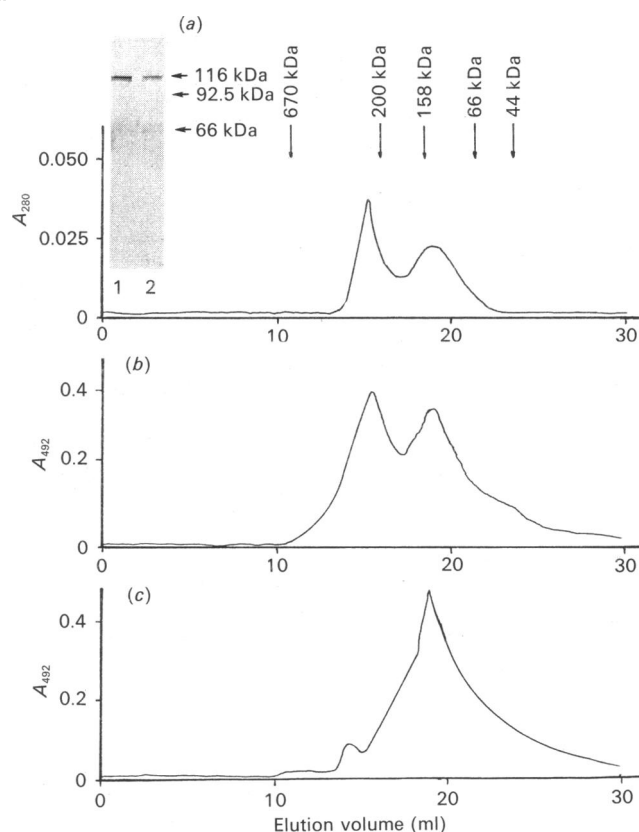 (a)
116 kDa
92.5 kDa
66 kDa
670 kDa
200 kDa
158 kDa
66 kDa
44 kDa
0.050
0.025
0
A280
1 2
0 10 20 30
(b)
0.4
0.2
0
A492
0 10 20 30
(c)
0.4
0.2
0
A492
0 10 20 30
Elution volume (ml)